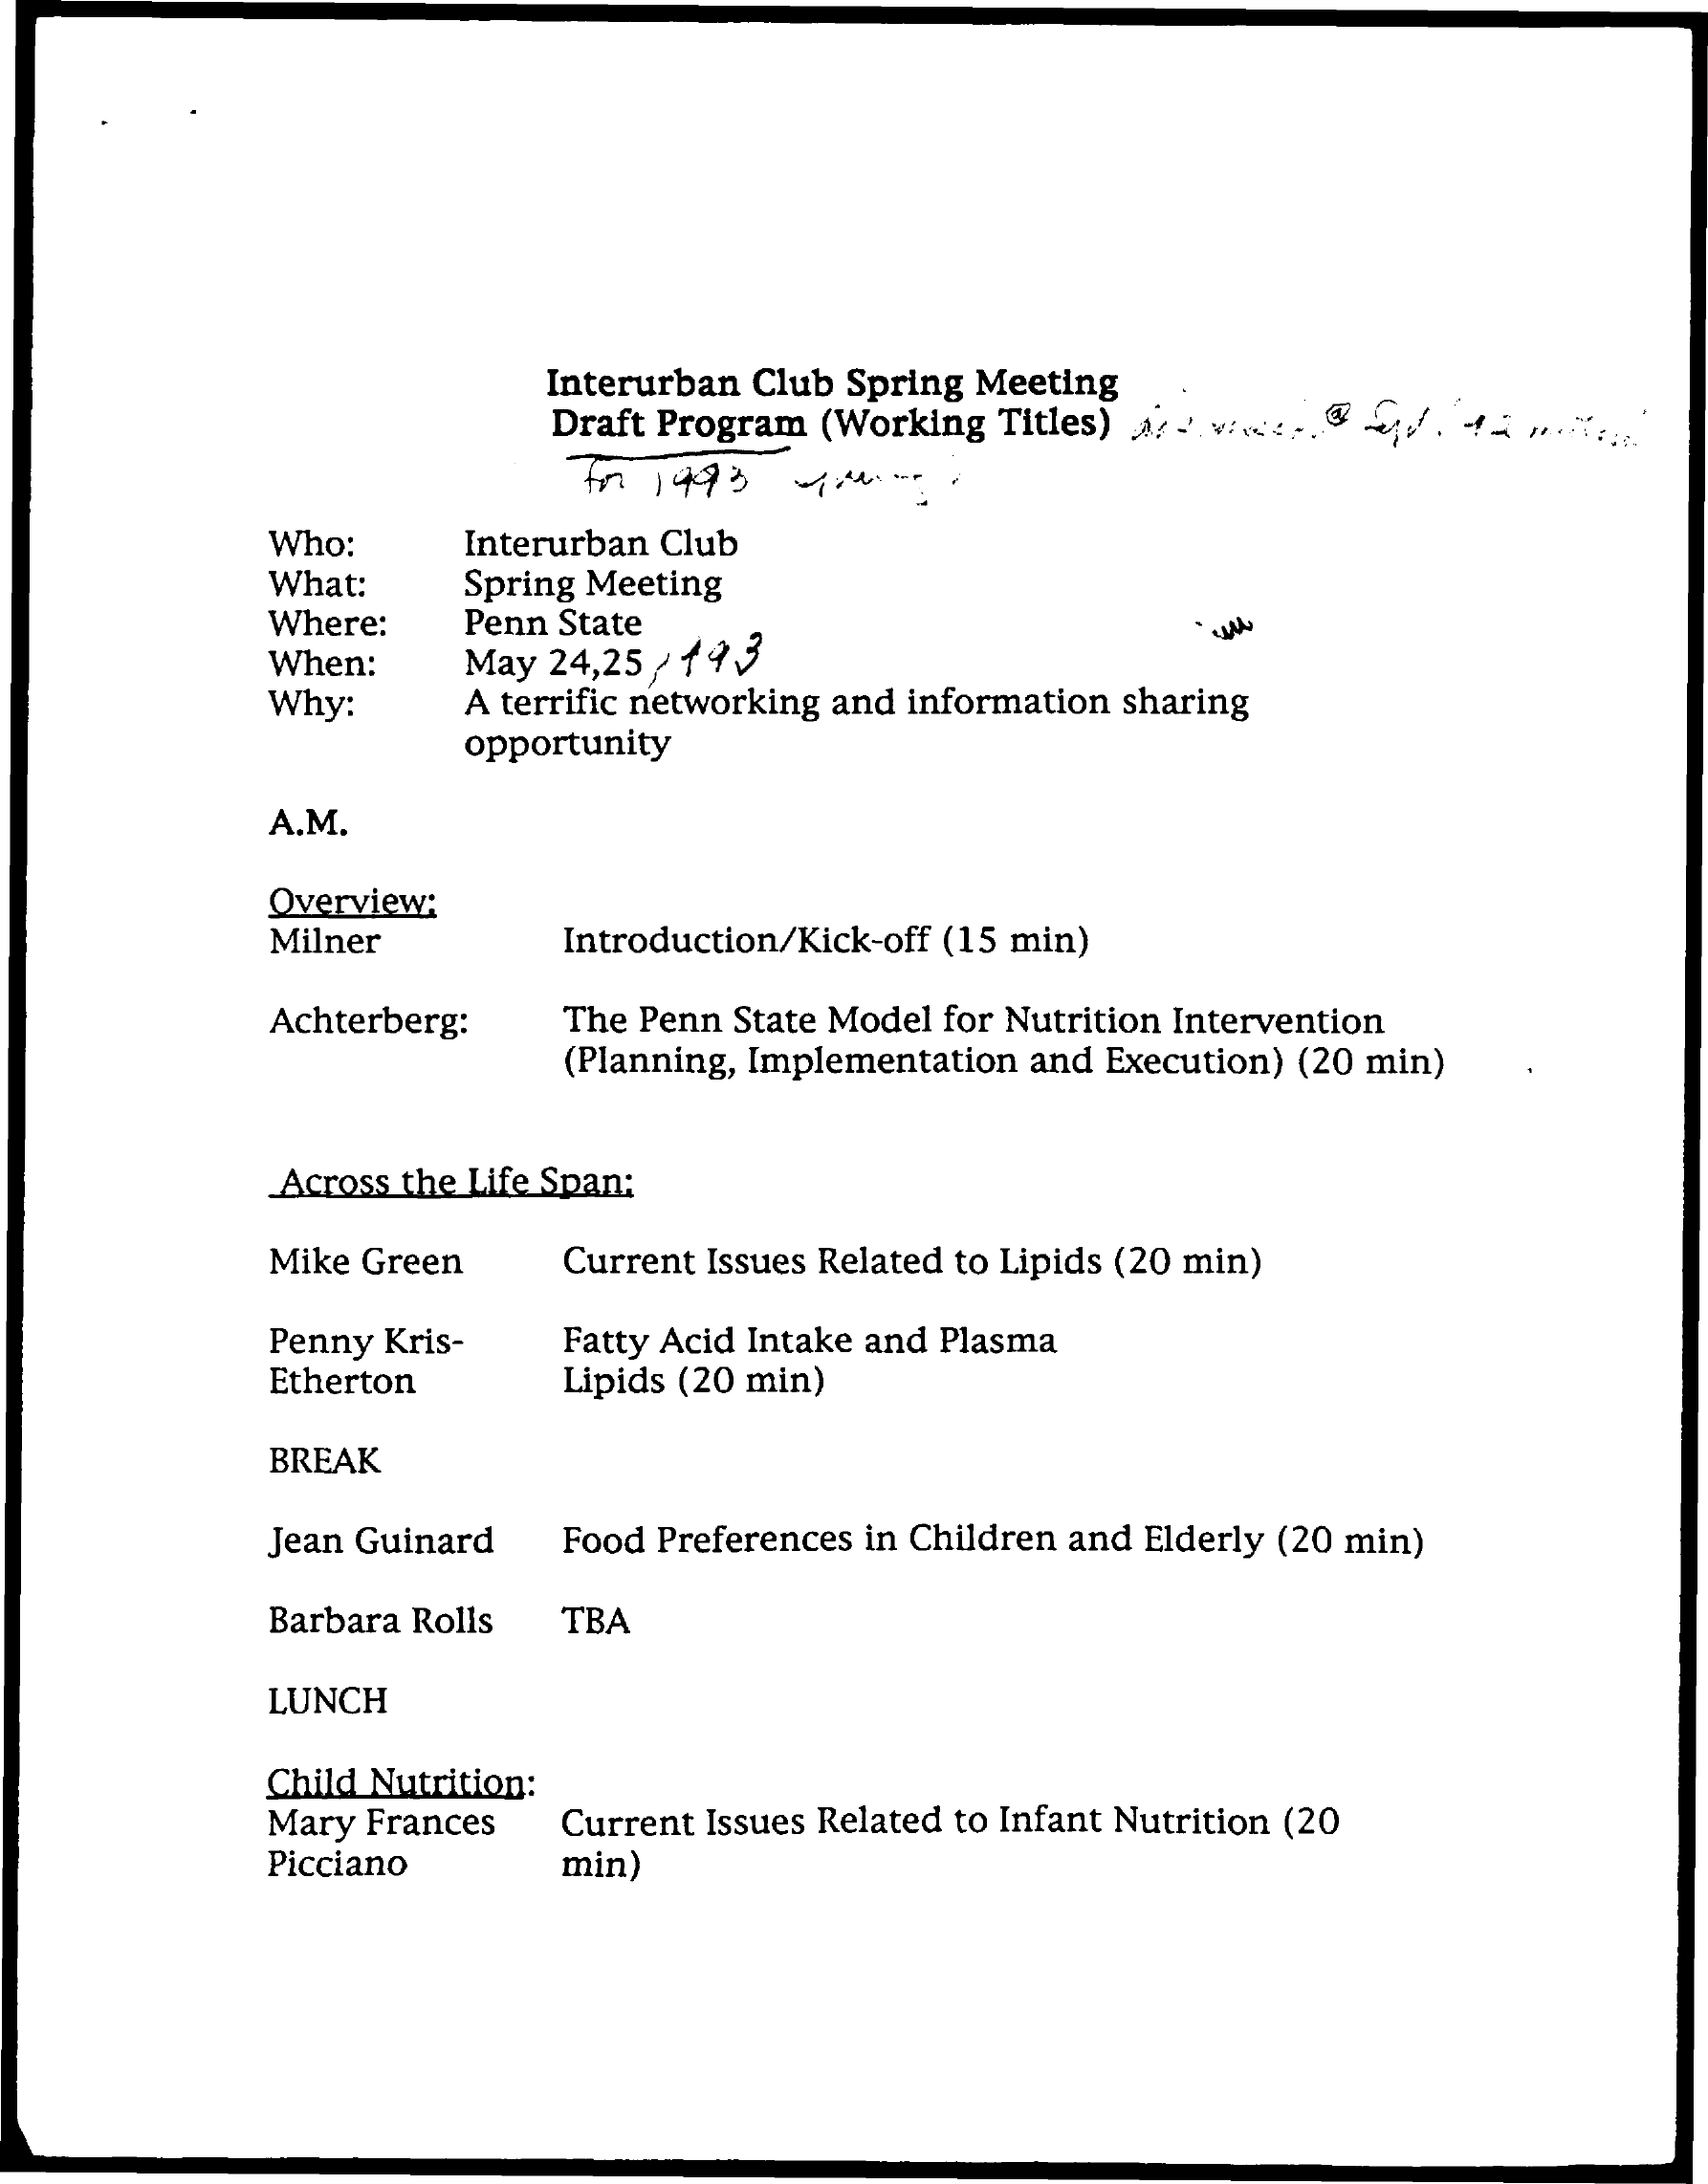 Interurban Club Spring Meeting
Draft Program (Working Titles) @ Sept. 92
for 1993
Who: Interurban Club
What: Spring Meeting
Where: Penn State
When: May 24,25, 193
Why: A terrific networking and information sharing
opportunity
A.M.
Overview:
Milner Introduction/Kick-off (15 min)
Achterberg: The Penn State Model for Nutrition Intervention
(Planning, Implementation and Execution) (20 min)
Across the Life Span:
Mike Green Current Issues Related to Lipids (20 min)
Penny Kris- Fatty Acid Intake and Plasma
Etherton Lipids (20 min)
BREAK
Jean Guinard Food Preferences in Children and Elderly (20 min)
Barbara Rolls TBA
LUNCH
Child Nutrition:
Mary Frances Current Issues Related to Infant Nutrition (20
Picciano min)